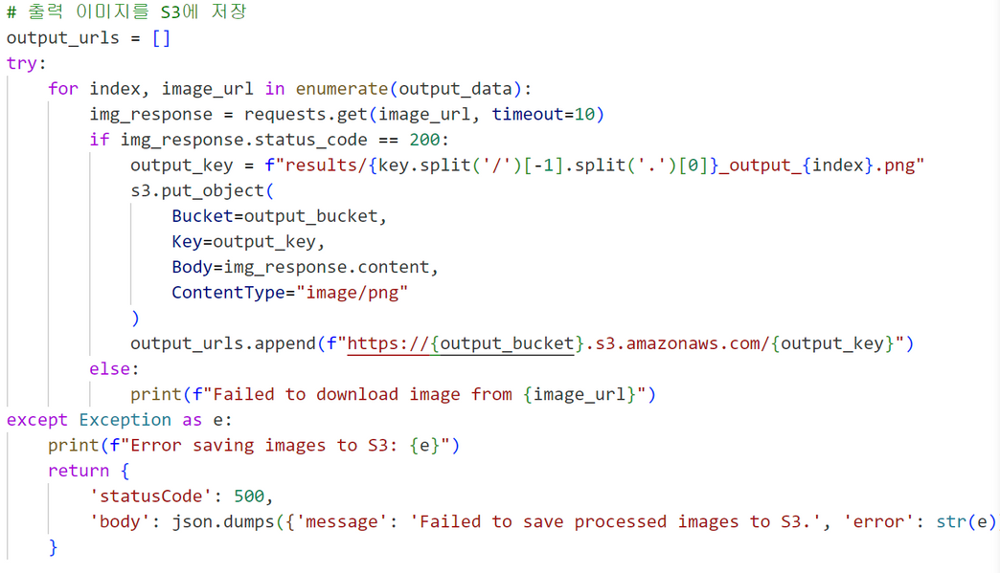 # 출력 이미지를 S3에 저장
output_urls = []
try:
    for index, image_url in enumerate(output_data):
        img_response = requests.get(image_url, timeout=10)
        if img_response.status_code == 200:
            output_key = f"results/{key.split('/')[-1].split('.')[0]}_output_{index}.png"
            s3.put_object(
                Bucket=output_bucket,
                Key=output_key,
                Body=img_response.content,
                ContentType="image/png"
            )
            output_urls.append(f"https://{output_bucket}.s3.amazonaws.com/{output_key}")
        else:
            print(f"Failed to download image from {image_url}")
except Exception as e:
    print(f"Error saving images to S3: {e}")
    return {
        'statusCode': 500,
        'body': json.dumps({'message': 'Failed to save processed images to S3.', 'error': str(e)
    }